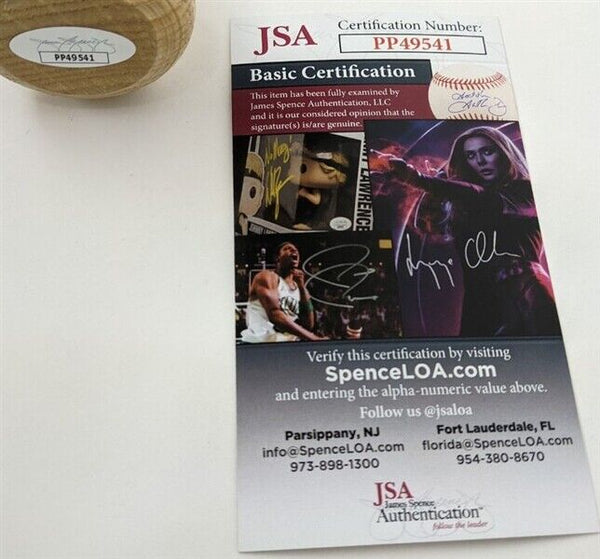 PP49541
JSA
Certification Number:
PP49541
Basic Certification
This item has been fully examined by
James Spence Authentication, LLC
and it is our considered opinion that the
signature(s) is/are genuine.
LAWRENCE
Verify this certification by visiting
SpenceLOA.com
and entering the alpha-numeric value above.
Follow us @jsaloa
Parsippany, NJ
info@SpenceLOA.com
973-898-1300
Fort Lauderdale, FL
florida@SpenceLOA.com
954-380-8670
JSA
James Spence
Authentication
follow the leader